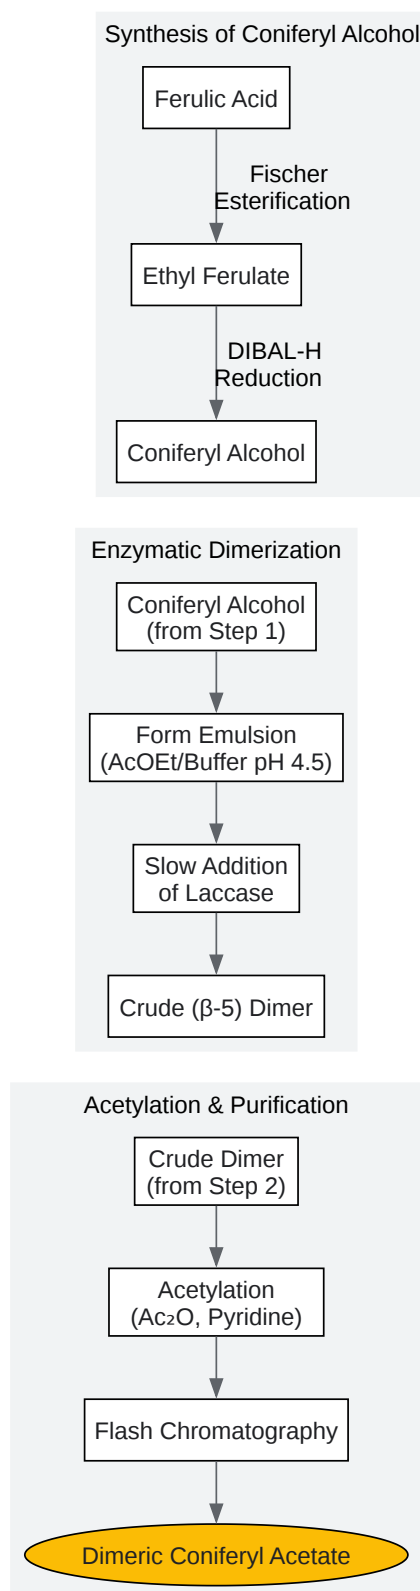 Synthesis of Coniferyl Alcohol
Ferulic Acid
Fischer
Esterification
Ethyl Ferulate
DIBAL-H
Reduction
Coniferyl Alcohol
Enzymatic Dimerization
Coniferyl Alcohol
(from Step 1)
Form Emulsion
(AcOEt/Buffer pH 4.5)
Slow Addition
of Laccase
Crude (β-5) Dimer
Acetylation & Purification
Crude Dimer
(from Step 2)
Acetylation
(Ac₂O, Pyridine)
Flash Chromatography
Dimeric Coniferyl Acetate